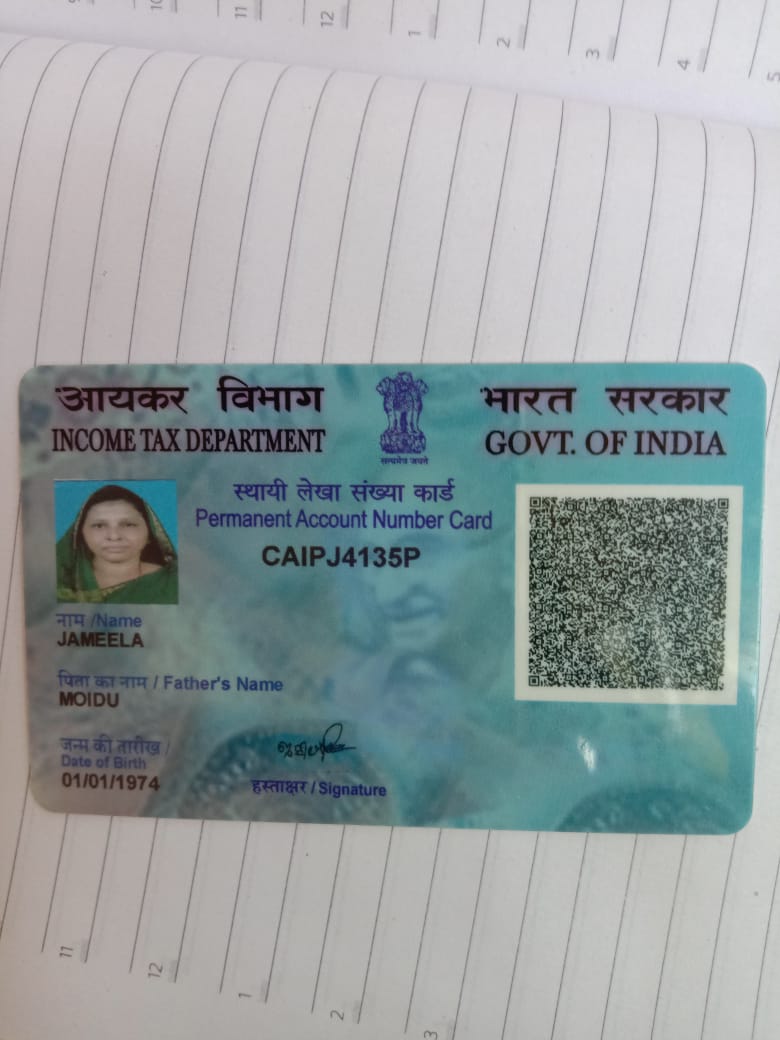 10
11
12
1
2
3
4
5
आयकर विभाग
INCOME TAX DEPARTMENT
सत्यमेव जयते
भारत सरकार
GOVT. OF INDIA
स्थायी लेखा संख्या कार्ड
Permanent Account Number Card
CAIPJ4135P
नाम /Name
JAMEELA
पिता का नाम / Father's Name
MOIDU
जन्म की तारीख /
Date of Birth
01/01/1974
हस्ताक्षर / Signature
11
12
1
2
3